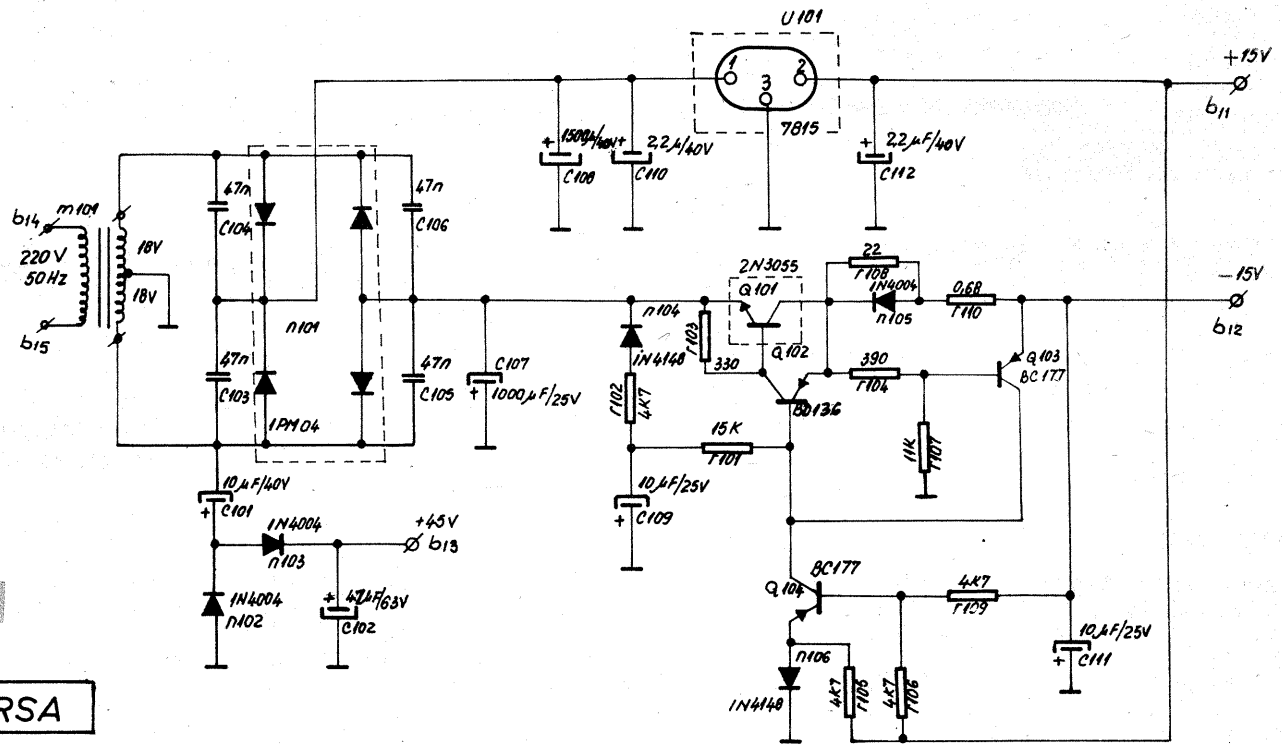 U101
+15V
1
2
3
7815
b11
1500µ/40V
C108
+
2,2µ/40V
C110
+
2,2µF/40V
C112
47n
C104
47n
C106
m101
b14
220V
50Hz
b15
18V
18V
n101
47n
C103
47n
C105
1PM04
C107
+
1000µF/25V
n104
1N4148
r102
4K7
r103
330
2N3055
Q101
Q102
BD136
22
r108
1N4004
n105
0,68
r110
-15V
b12
390
r104
Q103
BC177
11K
r107
15K
r101
10µF/25V
+
C109
10µF/40V
+
C101
1N4004
n103
+45V
b13
1N4004
n102
+
47µF/63V
C102
BC177
Q104
4K7
r109
n106
1N4148
4K7
r105
4K7
r106
10µF/25V
+
C111
RSA